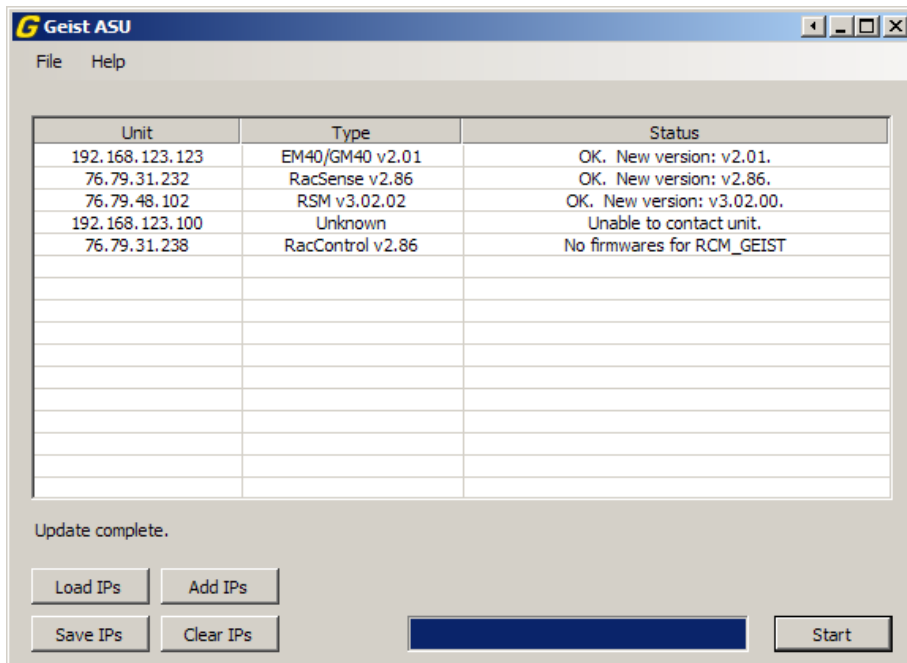 G Geist ASU
File Help
Unit Type Status
192.168.123.123 EM40/GM40 v2.01 OK. New version: v2.01.
76.79.31.232 RacSense v2.86 OK. New version: v2.86.
76.79.48.102 RSM v3.02.02 OK. New version: v3.02.00.
192.168.123.100 Unknown Unable to contact unit.
76.79.31.238 RacControl v2.86 No firmwares for RCM_GEIST
Update complete.
Load IPs Add IPs
Save IPs Clear IPs Start